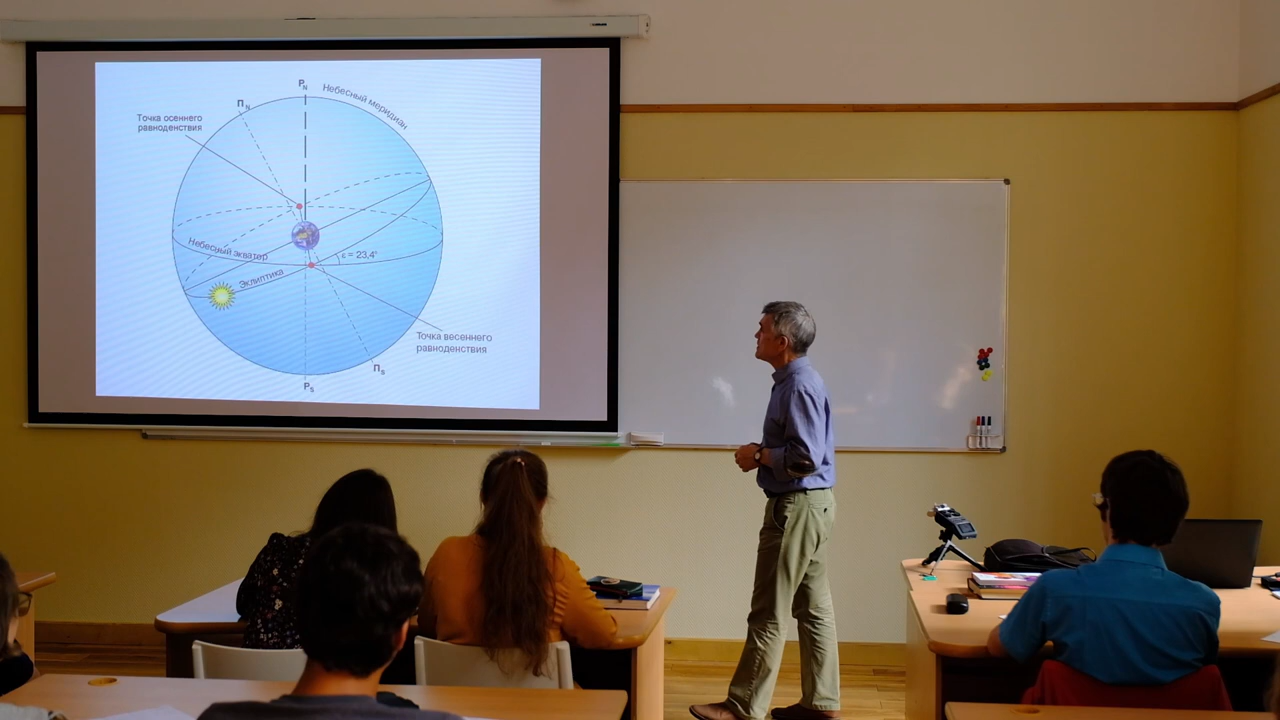 P_N
Небесный меридиан
П_N
Точка осеннего
равноденствия
Небесный экватор
ε = 23,4°
Эклиптика
Точка весеннего
равноденствия
П_S
P_S